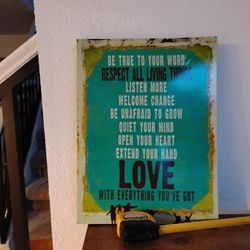 BE TRUE TO YOUR WORD
RESPECT ALL LIVING THINGS
LISTEN MORE
WELCOME CHANGE
BE UNAFRAID TO GROW
QUIET YOUR MIND
OPEN YOUR HEART
EXTEND YOUR HAND
LOVE
WITH EVERYTHING YOU'VE GOT